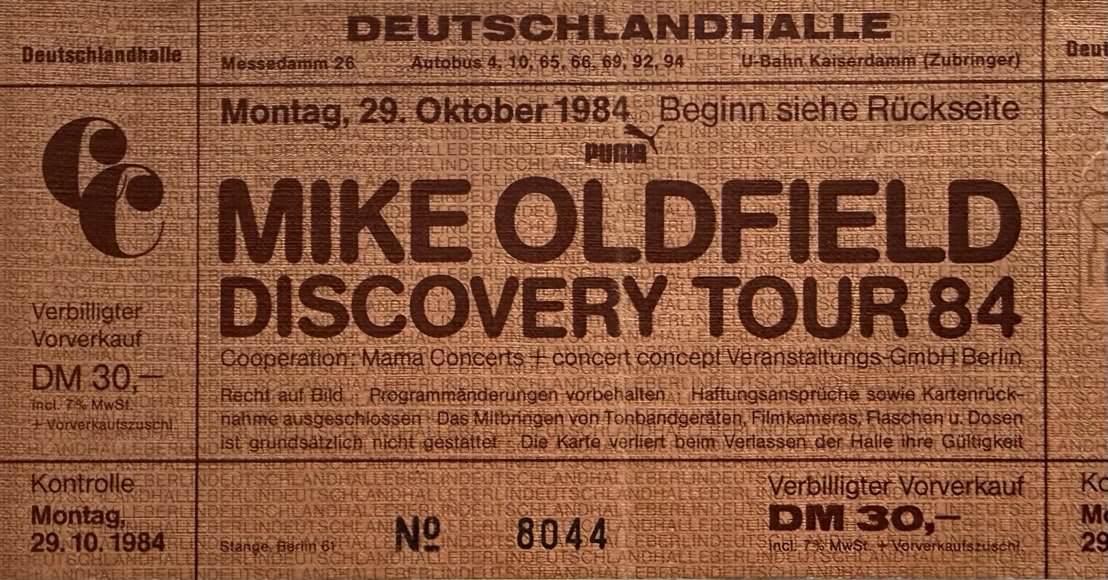 Deutschlandhalle
CC
Verbilligter
Vorverkauf
DM 30,—
incl. 7% MwSt.
+ Vorverkaufszuschl.
Kontrolle
Montag,
29. 10. 1984
DEUTSCHLANDHALLE
Messedamm 26 Autobus 4, 10, 65, 66, 69, 92, 94 U-Bahn Kaiserdamm (Zubringer)
Montag, 29. Oktober 1984 Beginn siehe Rückseite
PUMA
MIKE OLDFIELD
DISCOVERY TOUR 84
Cooperation: Mama Concerts + concert concept Veranstaltungs-GmbH Berlin
Recht auf Bild · Programmänderungen vorbehalten · Haftungsansprüche sowie Kartenrück-
nahme ausgeschlossen · Das Mitbringen von Tonbandgeräten, Filmkameras, Flaschen u. Dosen
ist grundsätzlich nicht gestattet · Die Karte verliert beim Verlassen der Halle ihre Gültigkeit
Stange, Berlin 61
Nº 8044
Verbilligter Vorverkauf
DM 30,—
incl. 7% MwSt. + Vorverkaufszuschl.